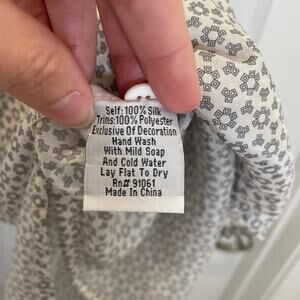 Self: 100% Silk
Trims: 100% Polyester
Exclusive Of Decoration
Hand Wash
With Mild Soap
And Cold Water
Lay Flat To Dry
Rn# 91061
Made In China